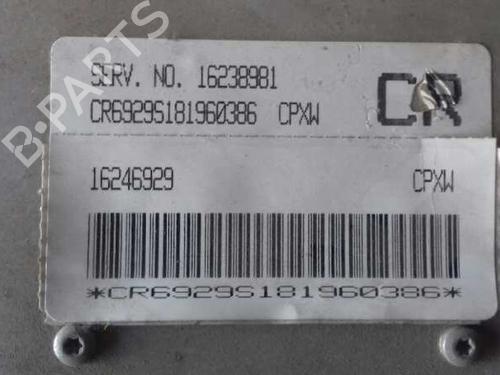 B-PARTS
SERV. NO. 16238981
CR6929S181960386 CPXW
CR
16246929 CPXW
*CR6929S181960386*